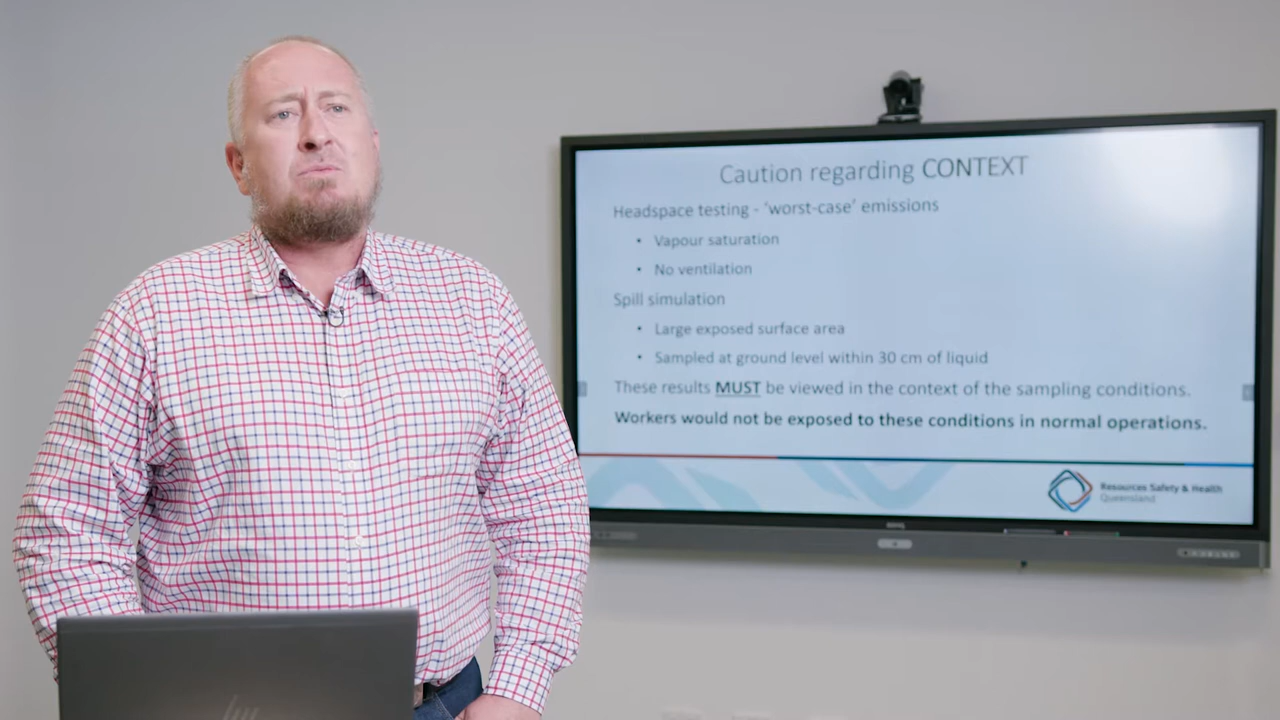 Caution regarding CONTEXT
Headspace testing - 'worst-case' emissions
• Vapour saturation
• No ventilation
Spill simulation
• Large exposed surface area
• Sampled at ground level within 30 cm of liquid
These results MUST be viewed in the context of the sampling conditions.
Workers would not be exposed to these conditions in normal operations.
Resources Safety & Health
Queensland
BENQ
hp